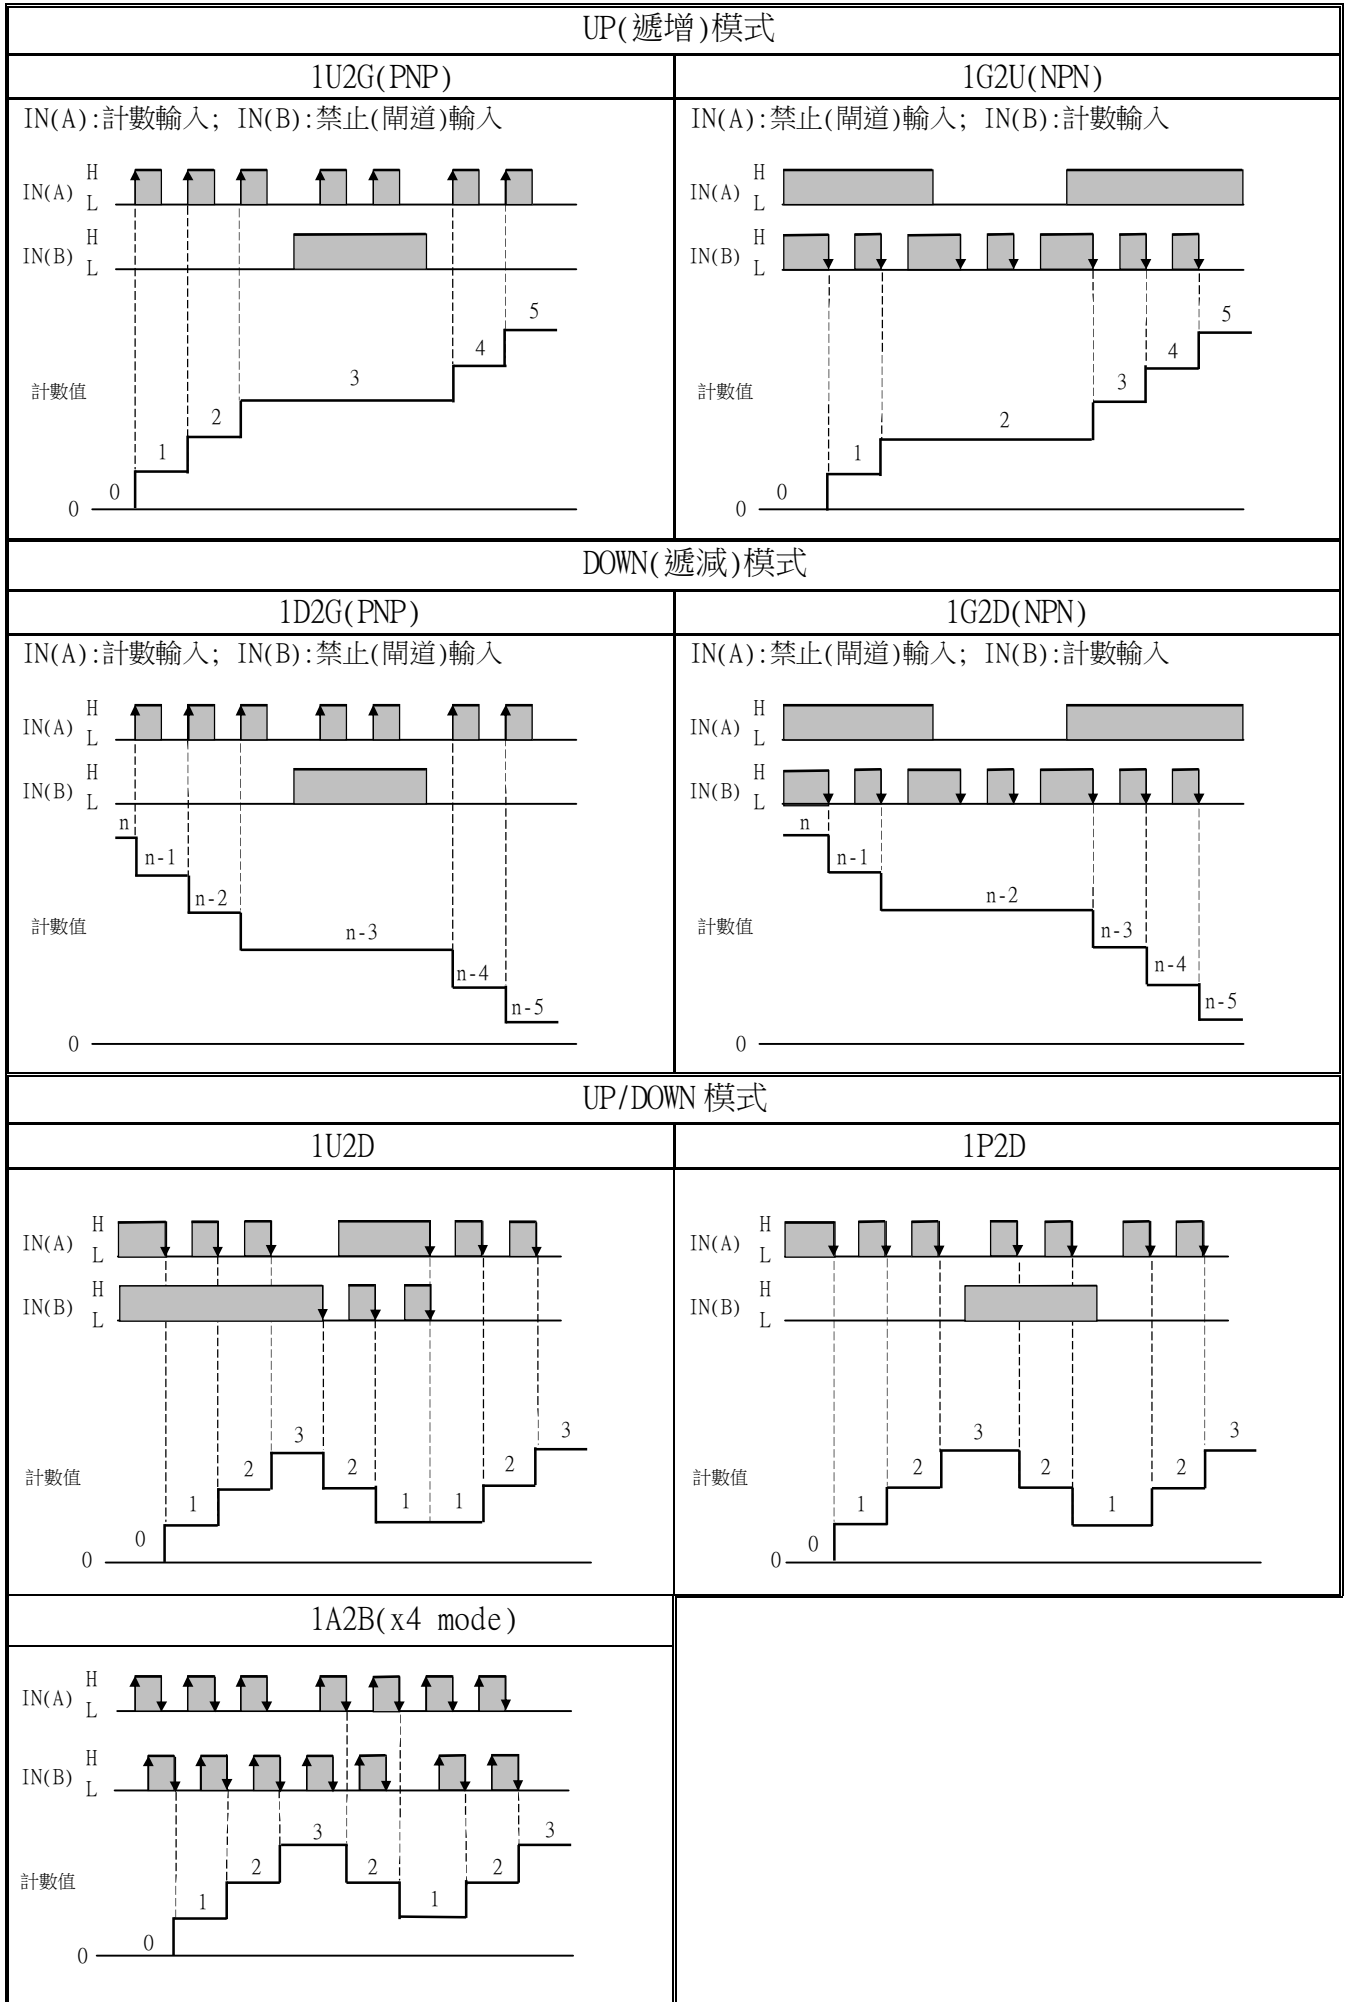 UP(遞增)模式
1U2G(PNP)
1G2U(NPN)
IN(A):計數輸入; IN(B):禁止(閘道)輸入
IN(A) H L
IN(B) H L
計數值
0 0 1 2 3 4 5
IN(A):禁止(閘道)輸入; IN(B):計數輸入
IN(A) H L
IN(B) H L
計數值
0 0 1 2 3 4 5
DOWN(遞減)模式
1D2G(PNP)
1G2D(NPN)
IN(A):計數輸入; IN(B):禁止(閘道)輸入
IN(A) H L
IN(B) H L
n n-1 n-2 n-3 n-4 n-5
計數值
0
IN(A):禁止(閘道)輸入; IN(B):計數輸入
IN(A) H L
IN(B) H L
n n-1 n-2 n-3 n-4 n-5
計數值
0
UP/DOWN 模式
1U2D
1P2D
IN(A) H L
IN(B) H L
計數值
0 0 1 2 3 2 1 1 2 3
IN(A) H L
IN(B) H L
計數值
0 0 1 2 3 2 1 2 3
1A2B(x4 mode)
IN(A) H L
IN(B) H L
計數值
0 0 1 2 3 2 1 2 3